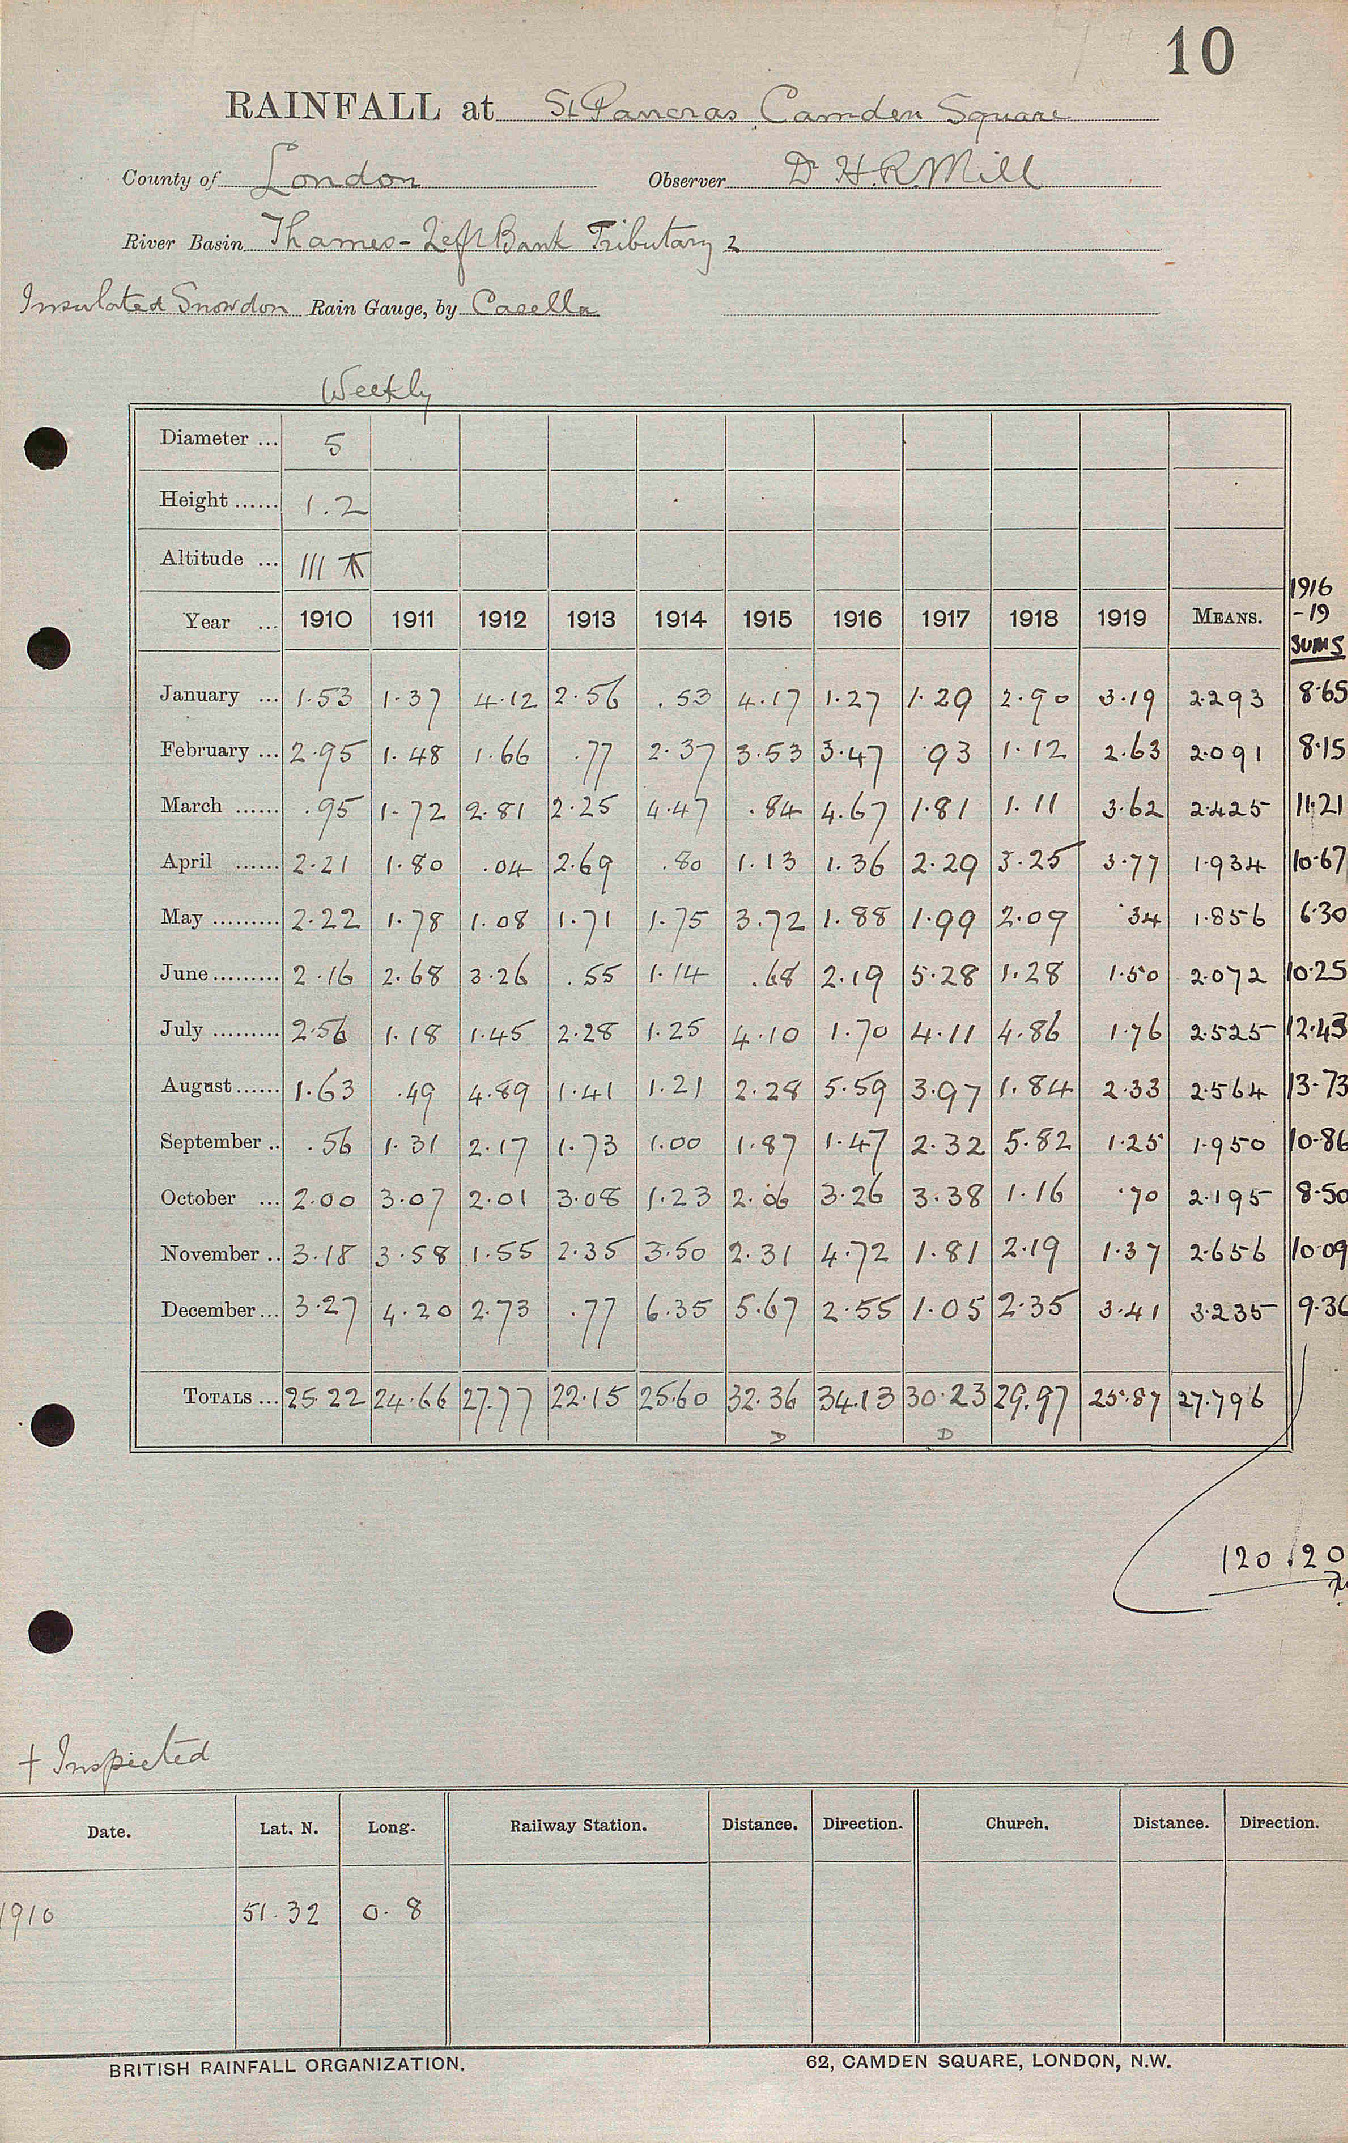 10
RAINFALL at St Pancras Camden Square
County of London Observer Dr H.R. Mill
River Basin Thames - Left Bank Tributary 2
Insulated Snowdon Rain Gauge, by Casella
Weekly
Diameter ... 5
Height ...... 1.2
Altitude ... 111
1916
-19
SUMS
Year ... 1910 1911 1912 1913 1914 1915 1916 1917 1918 1919 MEANS.
January ... 1.53 1.37 4.12 2.56 .53 4.17 1.27 1.29 2.90 3.19 2.293 8.65
February ... 2.95 1.48 1.66 .77 2.37 3.53 3.47 .93 1.12 2.63 2.091 8.15
March ...... .95 1.72 2.81 2.25 4.47 .84 4.67 1.81 1.11 3.62 2.425 11.21
April ...... 2.21 1.80 .04 2.69 .80 1.13 1.36 2.29 3.25 3.77 1.934 10.67
May ......... 2.22 1.78 1.08 1.71 1.75 3.72 1.88 1.99 2.09 .34 1.856 6.30
June ......... 2.16 2.68 3.26 .55 1.14 .68 2.19 5.28 1.28 1.50 2.072 10.25
July ......... 2.56 1.18 1.45 2.28 1.25 4.10 1.70 4.11 4.86 1.76 2.525 12.43
August ...... 1.63 .49 4.89 1.41 1.21 2.28 5.59 3.97 1.84 2.33 2.564 13.73
September .. .56 1.31 2.17 1.73 1.00 1.87 1.47 2.32 5.82 1.25 1.950 10.86
October ... 2.00 3.07 2.01 3.08 1.23 2.06 3.26 3.38 1.16 .70 2.195 8.50
November .. 3.18 3.58 1.55 2.35 3.50 2.31 4.72 1.81 2.19 1.37 2.656 10.09
December ... 3.27 4.20 2.73 .77 6.35 5.67 2.55 1.05 2.35 3.41 3.235 9.36
TOTALS ... 25.22 24.66 27.77 22.15 25.60 32.36 34.13 30.23 29.97 25.87 27.796
D D
120.20
† Inspected
Date. Lat. N. Long. Railway Station. Distance. Direction. Church. Distance. Direction.
1910 51.32 0.8
BRITISH RAINFALL ORGANIZATION. 62, CAMDEN SQUARE, LONDON, N.W.